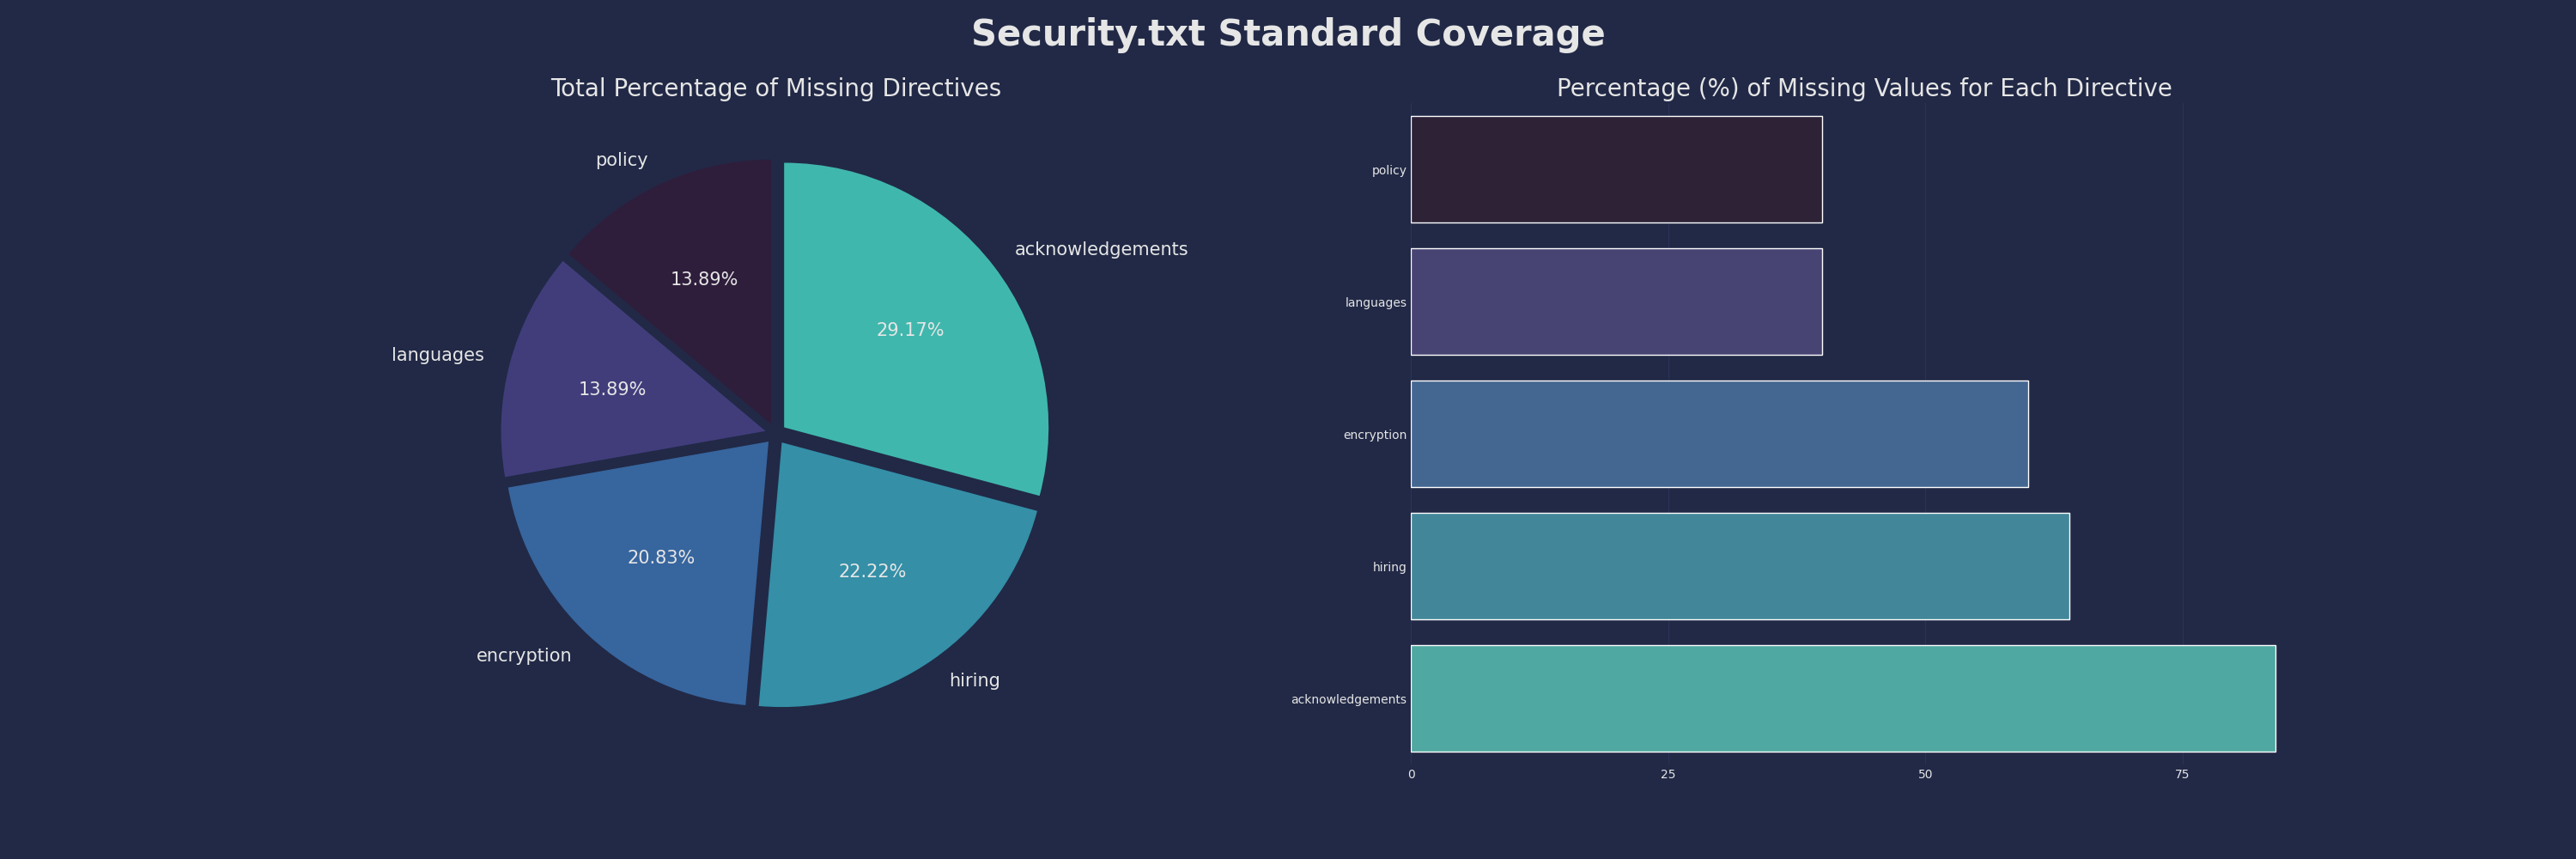 Security.txt Standard Coverage
Total Percentage of Missing Directives
policy
acknowledgements
13.89%
29.17%
languages
13.89%
20.83%
22.22%
encryption
hiring
Percentage (%) of Missing Values for Each Directive
policy
languages
encryption
hiring
acknowledgements
0 25 50 75